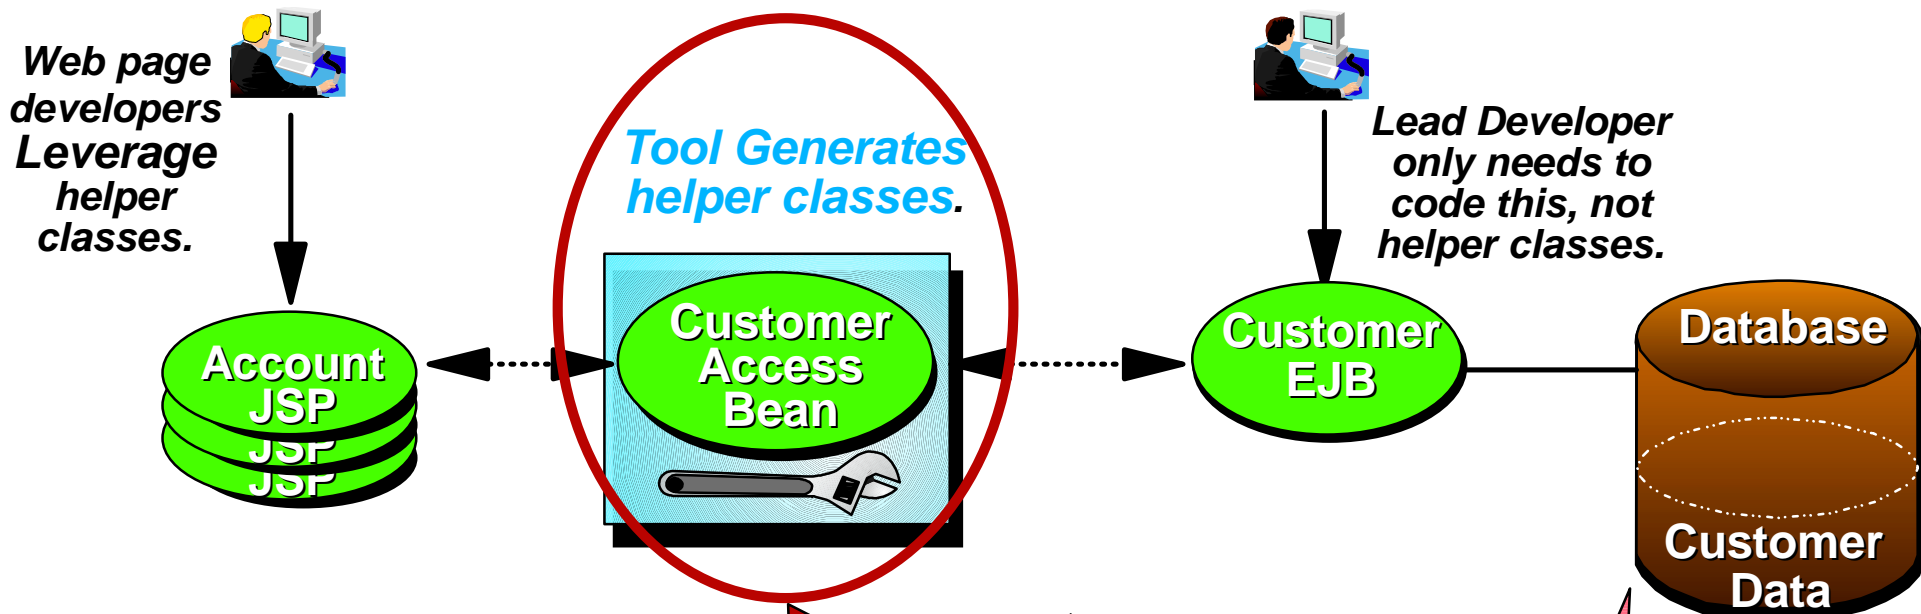 Web page
developers
Leverage
helper
classes.
Tool Generates
helper classes.
Lead Developer
only needs to
code this, not
helper classes.
Account
JSP
JSP
JSP
Customer
Access
Bean
Customer
EJB
Database
Customer
Data